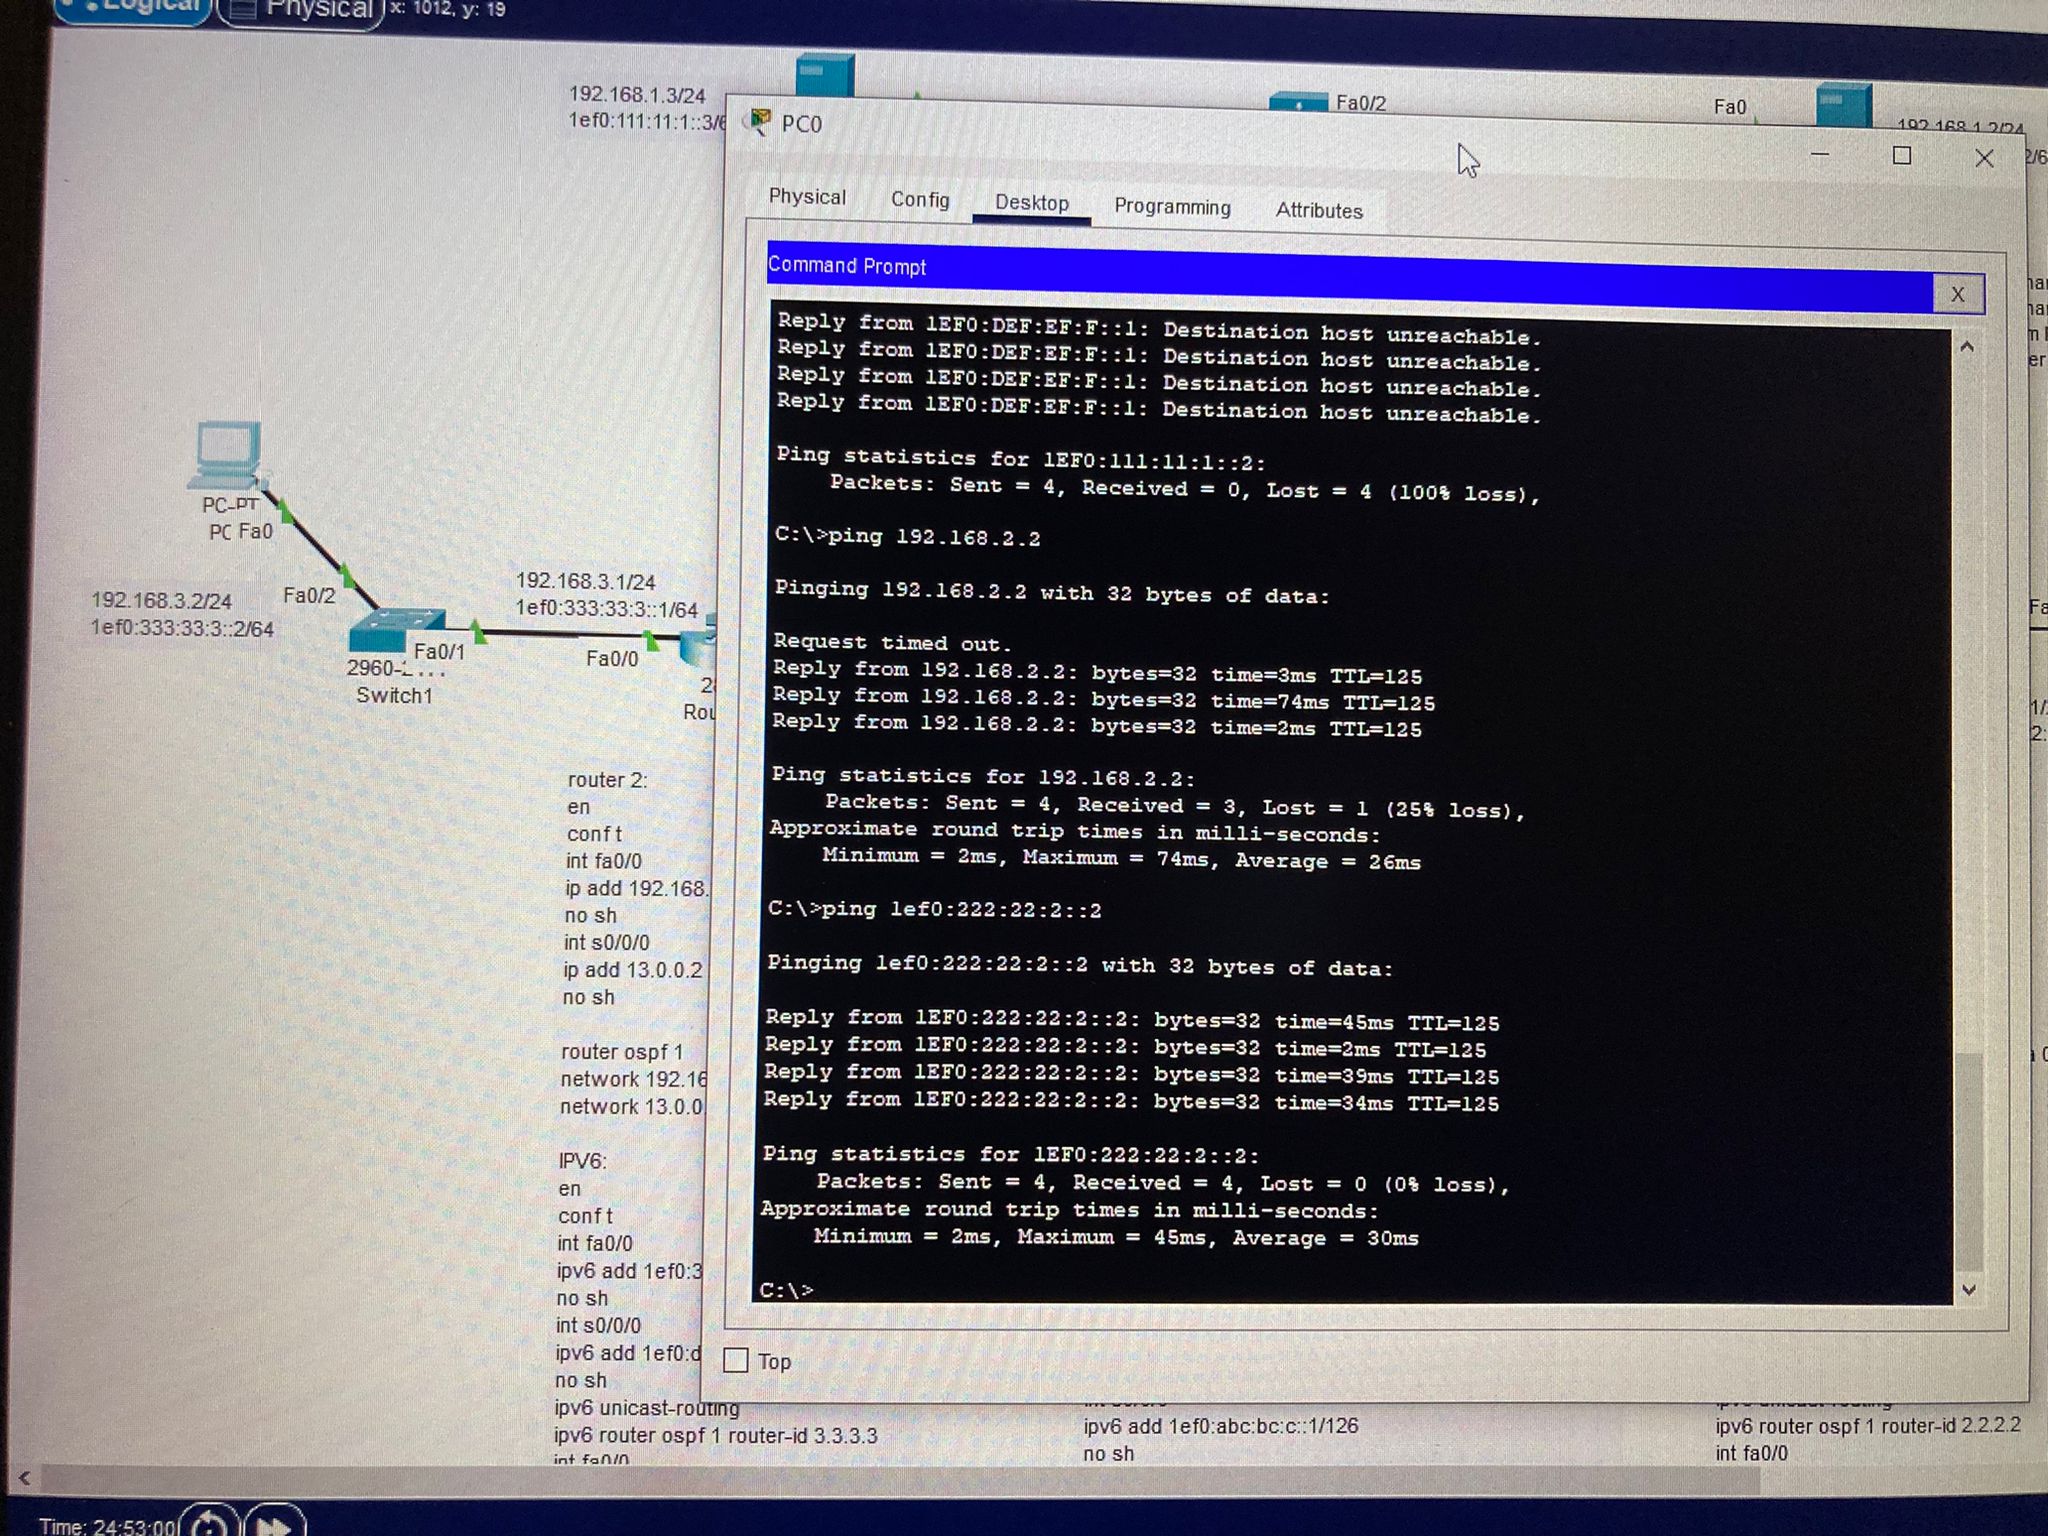 Logical
Physical
x: 1012, y: 19
192.168.1.3/24
1ef0:111:11:1::3/6
Fa0/2
Fa0
192.168.1.2/24
2/6
PC0
Physical
Config
Desktop
Programming
Attributes
Command Prompt
X
Reply from 1EF0:DEF:EF:F::1: Destination host unreachable.
Reply from 1EF0:DEF:EF:F::1: Destination host unreachable.
Reply from 1EF0:DEF:EF:F::1: Destination host unreachable.
Reply from 1EF0:DEF:EF:F::1: Destination host unreachable.
Ping statistics for 1EF0:111:11:1::2:
Packets: Sent = 4, Received = 0, Lost = 4 (100% loss),
C:\>ping 192.168.2.2
Pinging 192.168.2.2 with 32 bytes of data:
Request timed out.
Reply from 192.168.2.2: bytes=32 time=3ms TTL=125
Reply from 192.168.2.2: bytes=32 time=74ms TTL=125
Reply from 192.168.2.2: bytes=32 time=2ms TTL=125
Ping statistics for 192.168.2.2:
Packets: Sent = 4, Received = 3, Lost = 1 (25% loss),
Approximate round trip times in milli-seconds:
Minimum = 2ms, Maximum = 74ms, Average = 26ms
C:\>ping 1ef0:222:22:2::2
Pinging 1ef0:222:22:2::2 with 32 bytes of data:
Reply from 1EF0:222:22:2::2: bytes=32 time=45ms TTL=125
Reply from 1EF0:222:22:2::2: bytes=32 time=2ms TTL=125
Reply from 1EF0:222:22:2::2: bytes=32 time=39ms TTL=125
Reply from 1EF0:222:22:2::2: bytes=32 time=34ms TTL=125
Ping statistics for 1EF0:222:22:2::2:
Packets: Sent = 4, Received = 4, Lost = 0 (0% loss),
Approximate round trip times in milli-seconds:
Minimum = 2ms, Maximum = 45ms, Average = 30ms
C:\>
Top
PC-PT
PC Fa0
192.168.3.2/24
1ef0:333:33:3::2/64
Fa0/2
192.168.3.1/24
1ef0:333:33:3::1/64
Fa0/1
Fa0/0
2960-
Switch1
Rou
router 2:
en
conf t
int fa0/0
ip add 192.168.
no sh
int s0/0/0
ip add 13.0.0.2
no sh
router ospf 1
network 192.16
network 13.0.0
IPV6:
en
conf t
int fa0/0
ipv6 add 1ef0:3
no sh
int s0/0/0
ipv6 add 1ef0:d
no sh
ipv6 unicast-routing
ipv6 router ospf 1 router-id 3.3.3.3
int fa0/0
ipv6 add 1ef0:abc:bc:c::1/126
no sh
ipv6 router ospf 1 router-id 2.2.2.2
int fa0/0
Time: 24:53:00